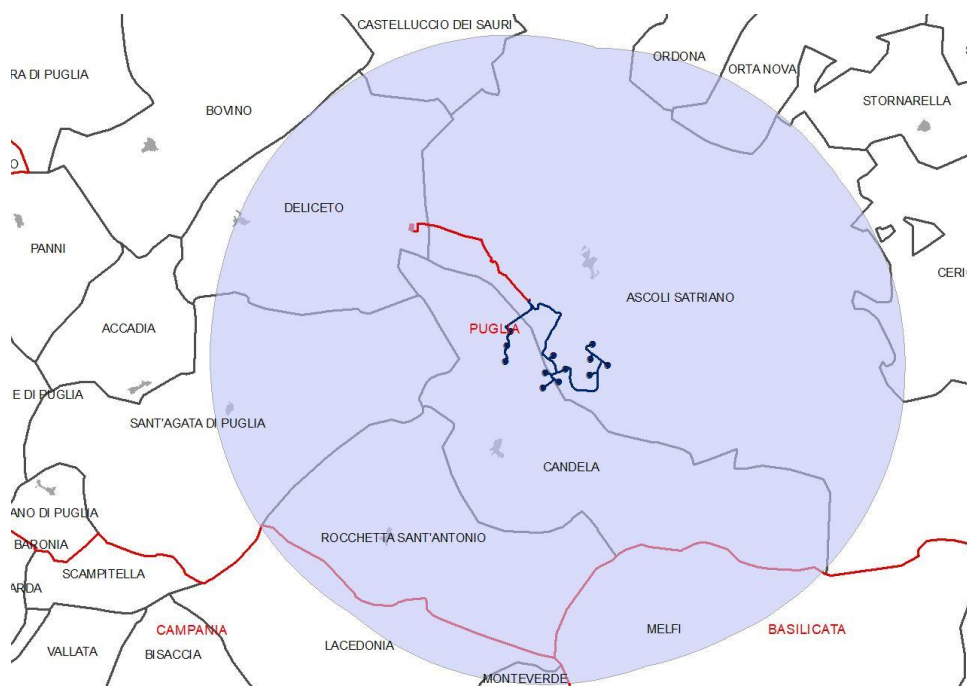 CASTELLUCCIO DEI SAURI
ORDONA
ORTA NOVA
RA DI PUGLIA
STORNARELLA
BOVINO
O
DELICETO
PANNI
CERIC
ASCOLI SATRIANO
ACCADIA
PUGLIA
E DI PUGLIA
SANT'AGATA DI PUGLIA
CANDELA
ANO DI PUGLIA
ROCCHETTA SANT'ANTONIO
BARONIA
SCAMPITELLA
ARDA
CAMPANIA
MELFI
BASILICATA
LACEDONIA
VALLATA
BISACCIA
MONTEVERDE